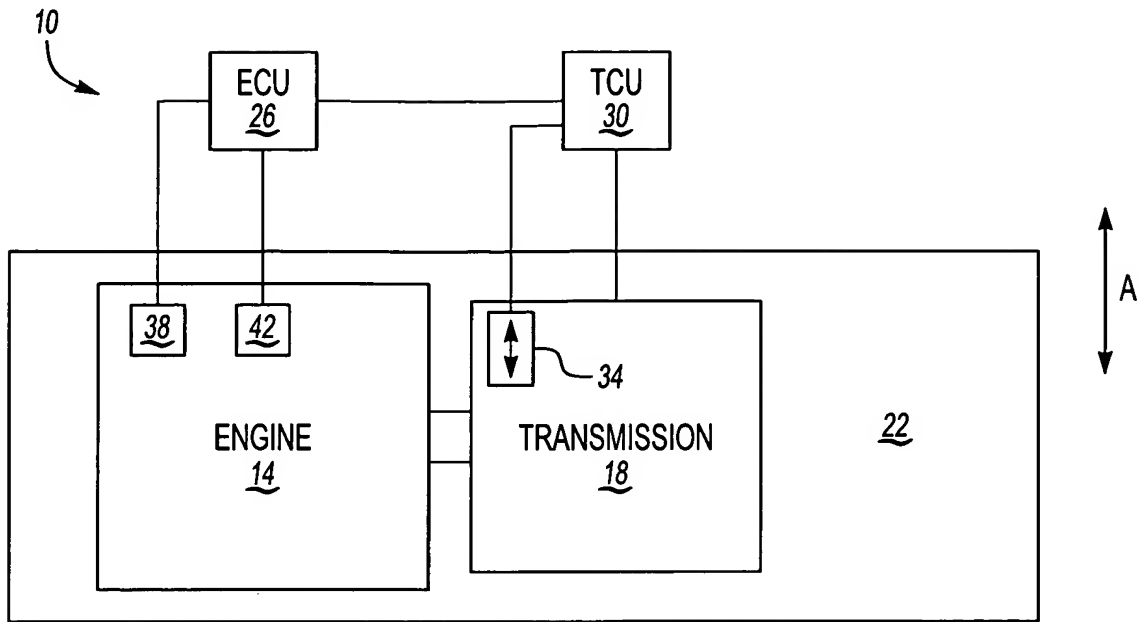 10
ECU
26
TCU
30
A
38
42
34
ENGINE
14
TRANSMISSION
18
22